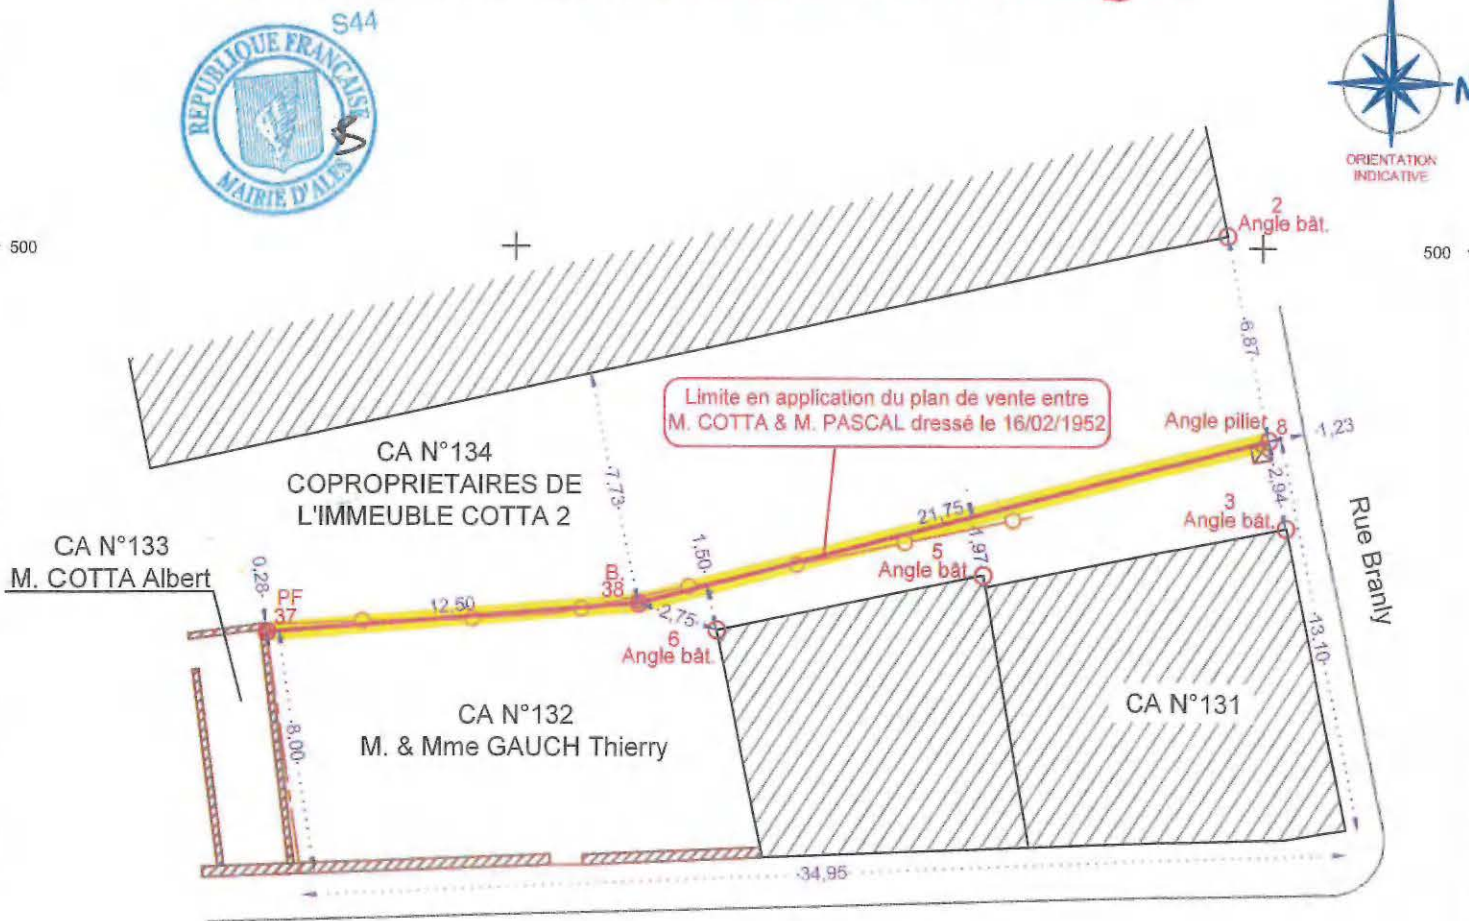 S44
REPUBLIQUE FRANÇAISE
MAIRIE D'ALES
N
ORIENTATION
INDICATIVE
500
500
2
Angle bât.
6,87
Limite en application du plan de vente entre
M. COTTA & M. PASCAL dressé le 16/02/1952
Angle pilier
8
1,23
CA N°134
COPROPRIETAIRES DE
L'IMMEUBLE COTTA 2
7.73
21,75
2,94
3
Angle bât.
Rue Branly
CA N°133
M. COTTA Albert
0,28
PF
37
12,50
B.
38
1,50
1,97
5
Angle bât.
2,75
6
Angle bât.
13.10
CA N°132
M. & Mme GAUCH Thierry
CA N°131
8,00
34,95